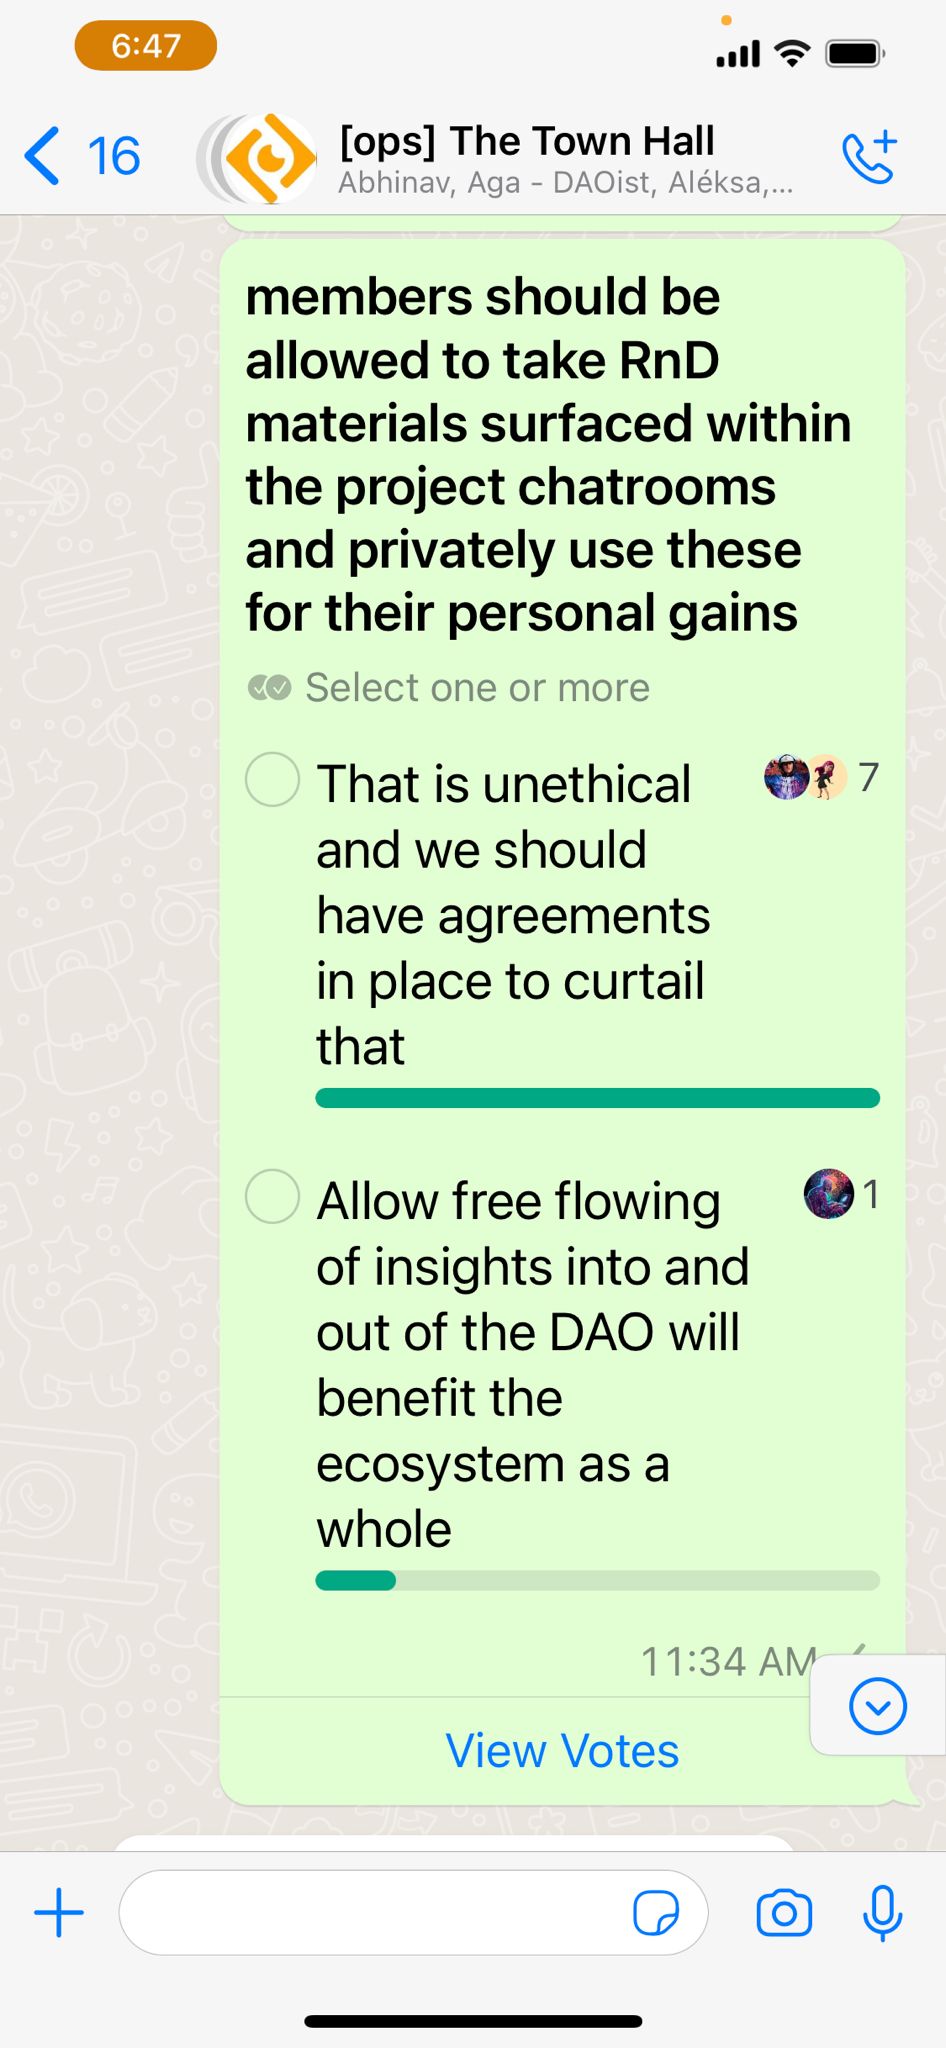 6:47
16
[ops] The Town Hall
Abhinav, Aga - DAOist, Aléksa,...
members should be
allowed to take RnD
materials surfaced within
the project chatrooms
and privately use these
for their personal gains
Select one or more
That is unethical
7
and we should
have agreements
in place to curtail
that
Allow free flowing
1
of insights into and
out of the DAO will
benefit the
ecosystem as a
whole
11:34 AM
View Votes